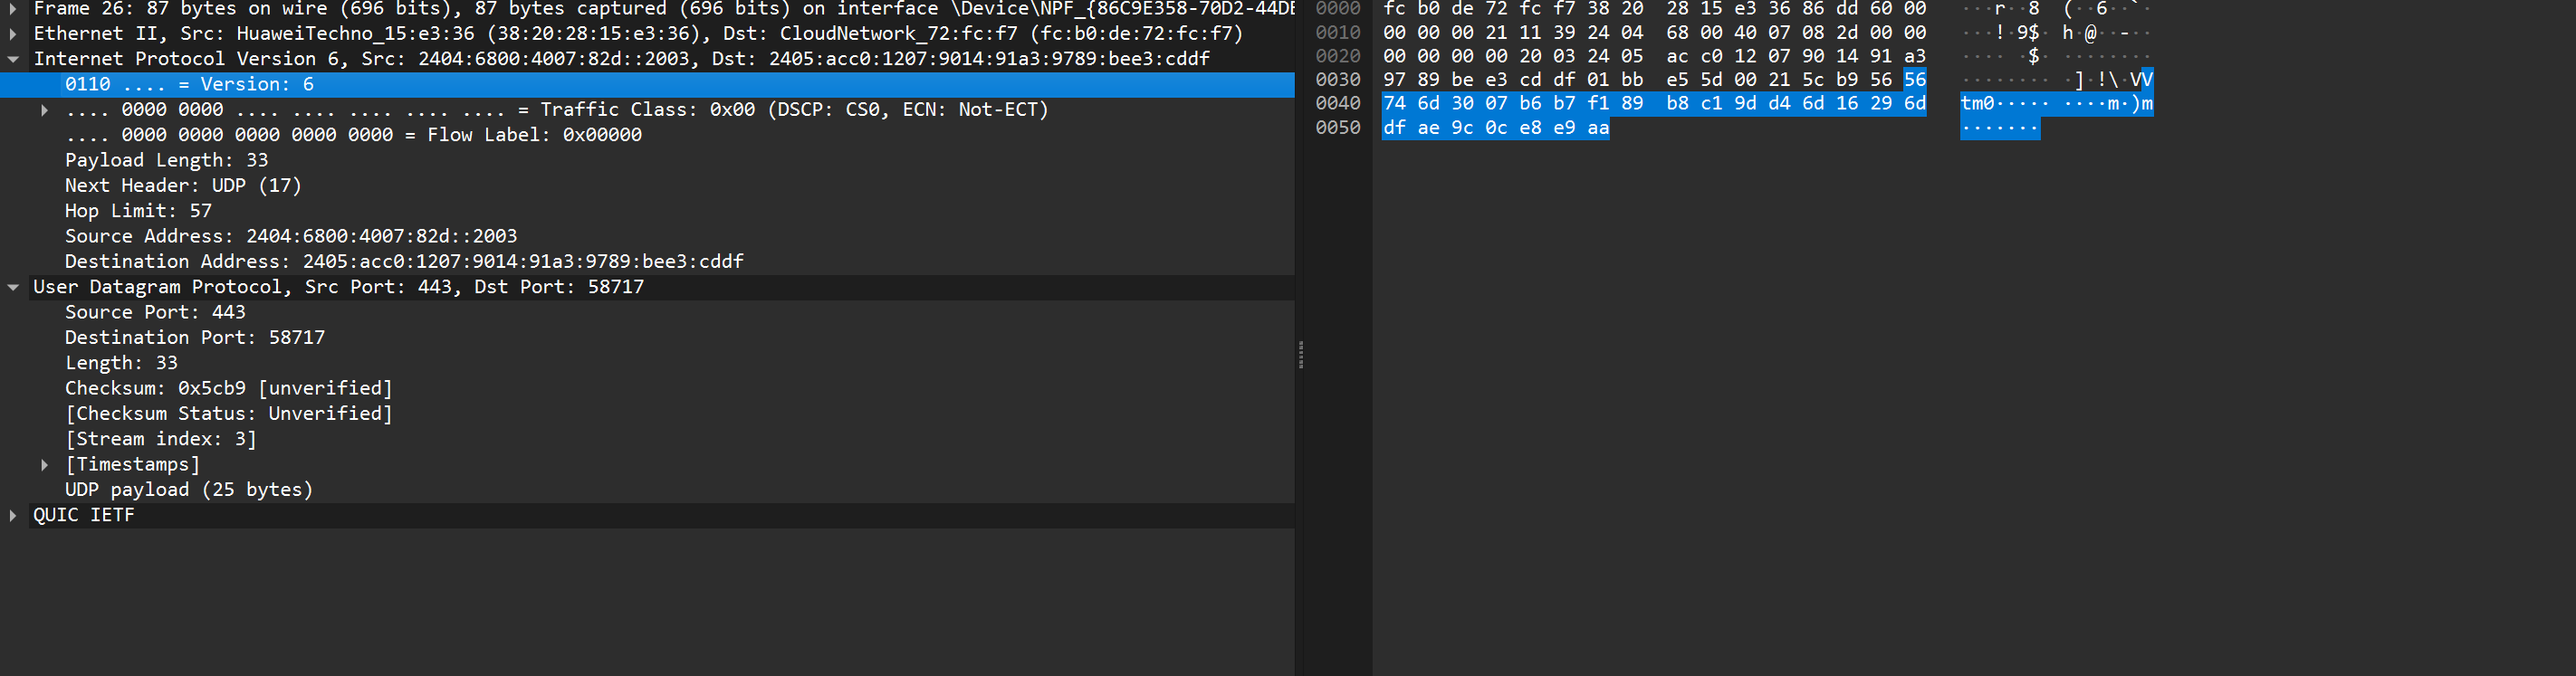 Frame 26: 87 bytes on wire (696 bits), 87 bytes captured (696 bits) on interface \Device\NPF_{86C9E358-70D2-44DE
Ethernet II, Src: HuaweiTechno_15:e3:36 (38:20:28:15:e3:36), Dst: CloudNetwork_72:fc:f7 (fc:b0:de:72:fc:f7)
Internet Protocol Version 6, Src: 2404:6800:4007:82d::2003, Dst: 2405:acc0:1207:9014:91a3:9789:bee3:cddf
0110 .... = Version: 6
.... 0000 0000 .... .... .... .... .... = Traffic Class: 0x00 (DSCP: CS0, ECN: Not-ECT)
.... 0000 0000 0000 0000 0000 = Flow Label: 0x00000
Payload Length: 33
Next Header: UDP (17)
Hop Limit: 57
Source Address: 2404:6800:4007:82d::2003
Destination Address: 2405:acc0:1207:9014:91a3:9789:bee3:cddf
User Datagram Protocol, Src Port: 443, Dst Port: 58717
Source Port: 443
Destination Port: 58717
Length: 33
Checksum: 0x5cb9 [unverified]
[Checksum Status: Unverified]
[Stream index: 3]
[Timestamps]
UDP payload (25 bytes)
QUIC IETF
0000 fc b0 de 72 fc f7 38 20 28 15 e3 36 86 dd 60 00 ···r··8 (··6··`·
0010 00 00 00 21 11 39 24 04 68 00 40 07 08 2d 00 00 ···!·9$· h·@··-··
0020 00 00 00 00 20 03 24 05 ac c0 12 07 90 14 91 a3 ···· ·$· ········
0030 97 89 be e3 cd df 01 bb e5 5d 00 21 5c b9 56 56 ········ ·]·!\·VV
0040 74 6d 30 07 b6 b7 f1 89 b8 c1 9d d4 6d 16 29 6d tm0····· ····m·)m
0050 df ae 9c 0c e8 e9 aa ·······